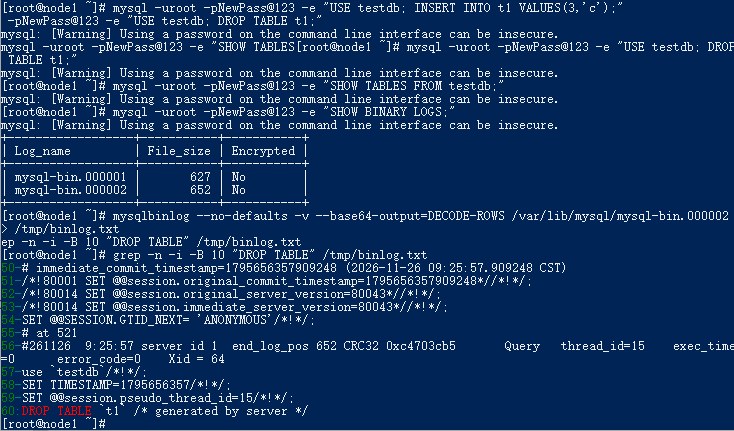 [root@node1 ~]# mysql -uroot -pNewPass@123 -e "USE testdb; INSERT INTO t1 VALUES(3,'c');"
 -pNewPass@123 -e "USE testdb; DROP TABLE t1;"
mysql: [Warning] Using a password on the command line interface can be insecure.
mysql -uroot -pNewPass@123 -e "SHOW TABLES[root@node1 ~]# mysql -uroot -pNewPass@123 -e "USE testdb; DROP
 TABLE t1;"
mysql: [Warning] Using a password on the command line interface can be insecure.
[root@node1 ~]# mysql -uroot -pNewPass@123 -e "SHOW TABLES FROM testdb;"
mysql: [Warning] Using a password on the command line interface can be insecure.
[root@node1 ~]# mysql -uroot -pNewPass@123 -e "SHOW BINARY LOGS;"
mysql: [Warning] Using a password on the command line interface can be insecure.
+------------------+-----------+-----------+
| Log_name         | File_size | Encrypted |
+------------------+-----------+-----------+
| mysql-bin.000001 |       627 | No        |
| mysql-bin.000002 |       652 | No        |
+------------------+-----------+-----------+
[root@node1 ~]# mysqlbinlog --no-defaults -v --base64-output=DECODE-ROWS /var/lib/mysql/mysql-bin.000002
> /tmp/binlog.txt
ep -n -i -B 10 "DROP TABLE" /tmp/binlog.txt
[root@node1 ~]# grep -n -i -B 10 "DROP TABLE" /tmp/binlog.txt
50-# immediate_commit_timestamp=1795656357909248 (2026-11-26 09:25:57.909248 CST)
51-/*!80001 SET @@session.original_commit_timestamp=1795656357909248*//*!*/;
52-/*!80014 SET @@session.original_server_version=80043*//*!*/;
53-/*!80014 SET @@session.immediate_server_version=80043*//*!*/;
54-SET @@SESSION.GTID_NEXT= 'ANONYMOUS'/*!*/;
55-# at 521
56-#261126  9:25:57 server id 1  end_log_pos 652 CRC32 0xc4703cb5  Query   thread_id=15    exec_time
=0      error_code=0    Xid = 64
57-use `testdb`/*!*/;
58-SET TIMESTAMP=1795656357/*!*/;
59-SET @@session.pseudo_thread_id=15/*!*/;
60:DROP TABLE `t1` /* generated by server */
[root@node1 ~]#